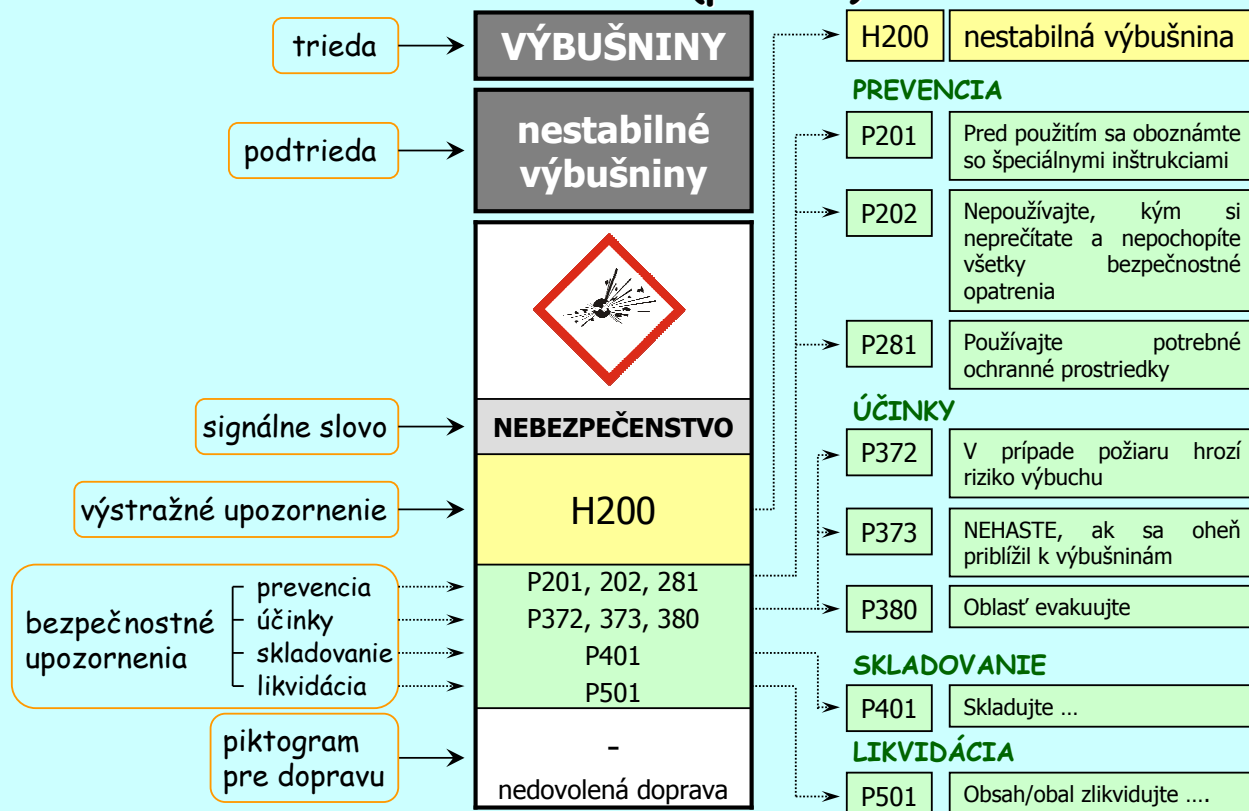 trieda
VÝBUŠNINY
podtrieda
nestabilné
výbušniny
signálne slovo
NEBEZPEČENSTVO
výstražné upozornenie
H200
bezpečnostné
upozornenia
prevencia
účinky
skladovanie
likvidácia
P201, 202, 281
P372, 373, 380
P401
P501
piktogram
pre dopravu
-
nedovolená doprava
H200 nestabilná výbušnina
PREVENCIA
P201 Pred použitím sa oboznámte
so špeciálnymi inštrukciami
P202 Nepoužívajte, kým si
neprečítate a nepochopíte
všetky bezpečnostné
opatrenia
P281 Používajte potrebné
ochranné prostriedky
ÚČINKY
P372 V prípade požiaru hrozí
riziko výbuchu
P373 NEHASTE, ak sa oheň
priblížil k výbušninám
P380 Oblasť evakuujte
SKLADOVANIE
P401 Skladujte ...
LIKVIDÁCIA
P501 Obsah/obal zlikvidujte ....